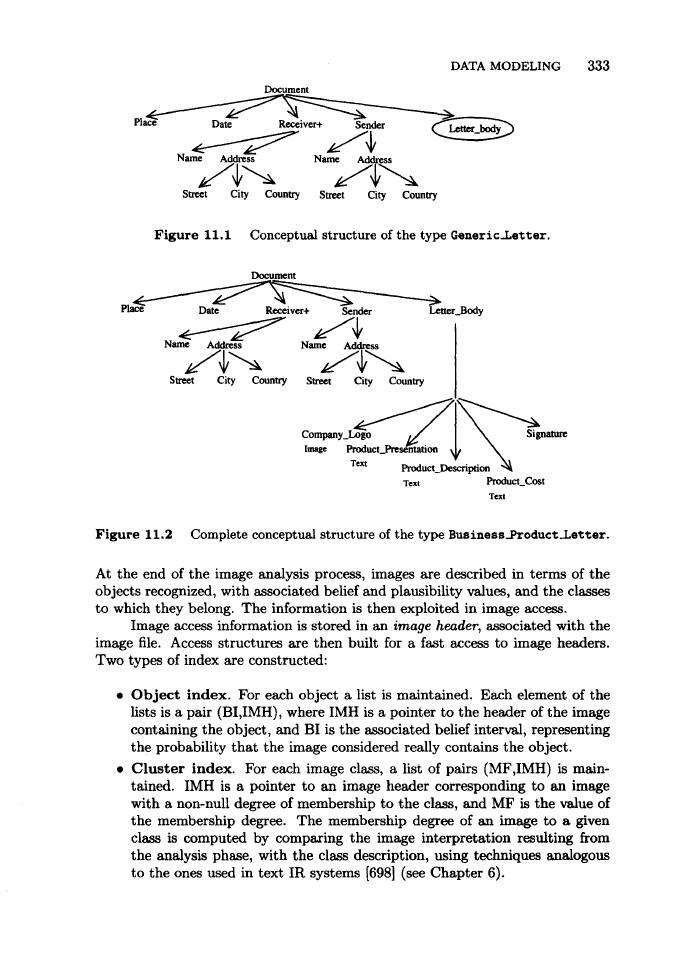 DATA MODELING 333
Document
Place Date Receiver+ Sender Letter_body
Name Address Name Address
Street City Country Street City Country
Figure 11.1 Conceptual structure of the type Generic_Letter.
Document
Place Date Receiver+ Sender Letter_Body
Name Address Name Address
Street City Country Street City Country
Company_Logo Signature
Image Product_Presentation
Text Product_Description
Text Product_Cost
Text
Figure 11.2 Complete conceptual structure of the type Business_Product_Letter.
At the end of the image analysis process, images are described in terms of the
objects recognized, with associated belief and plausibility values, and the classes
to which they belong. The information is then exploited in image access.
Image access information is stored in an image header, associated with the
image file. Access structures are then built for a fast access to image headers.
Two types of index are constructed:
• Object index. For each object a list is maintained. Each element of the
lists is a pair (BI,IMH), where IMH is a pointer to the header of the image
containing the object, and BI is the associated belief interval, representing
the probability that the image considered really contains the object.
• Cluster index. For each image class, a list of pairs (MF,IMH) is main-
tained. IMH is a pointer to an image header corresponding to an image
with a non-null degree of membership to the class, and MF is the value of
the membership degree. The membership degree of an image to a given
class is computed by comparing the image interpretation resulting from
the analysis phase, with the class description, using techniques analogous
to the ones used in text IR systems [698] (see Chapter 6).